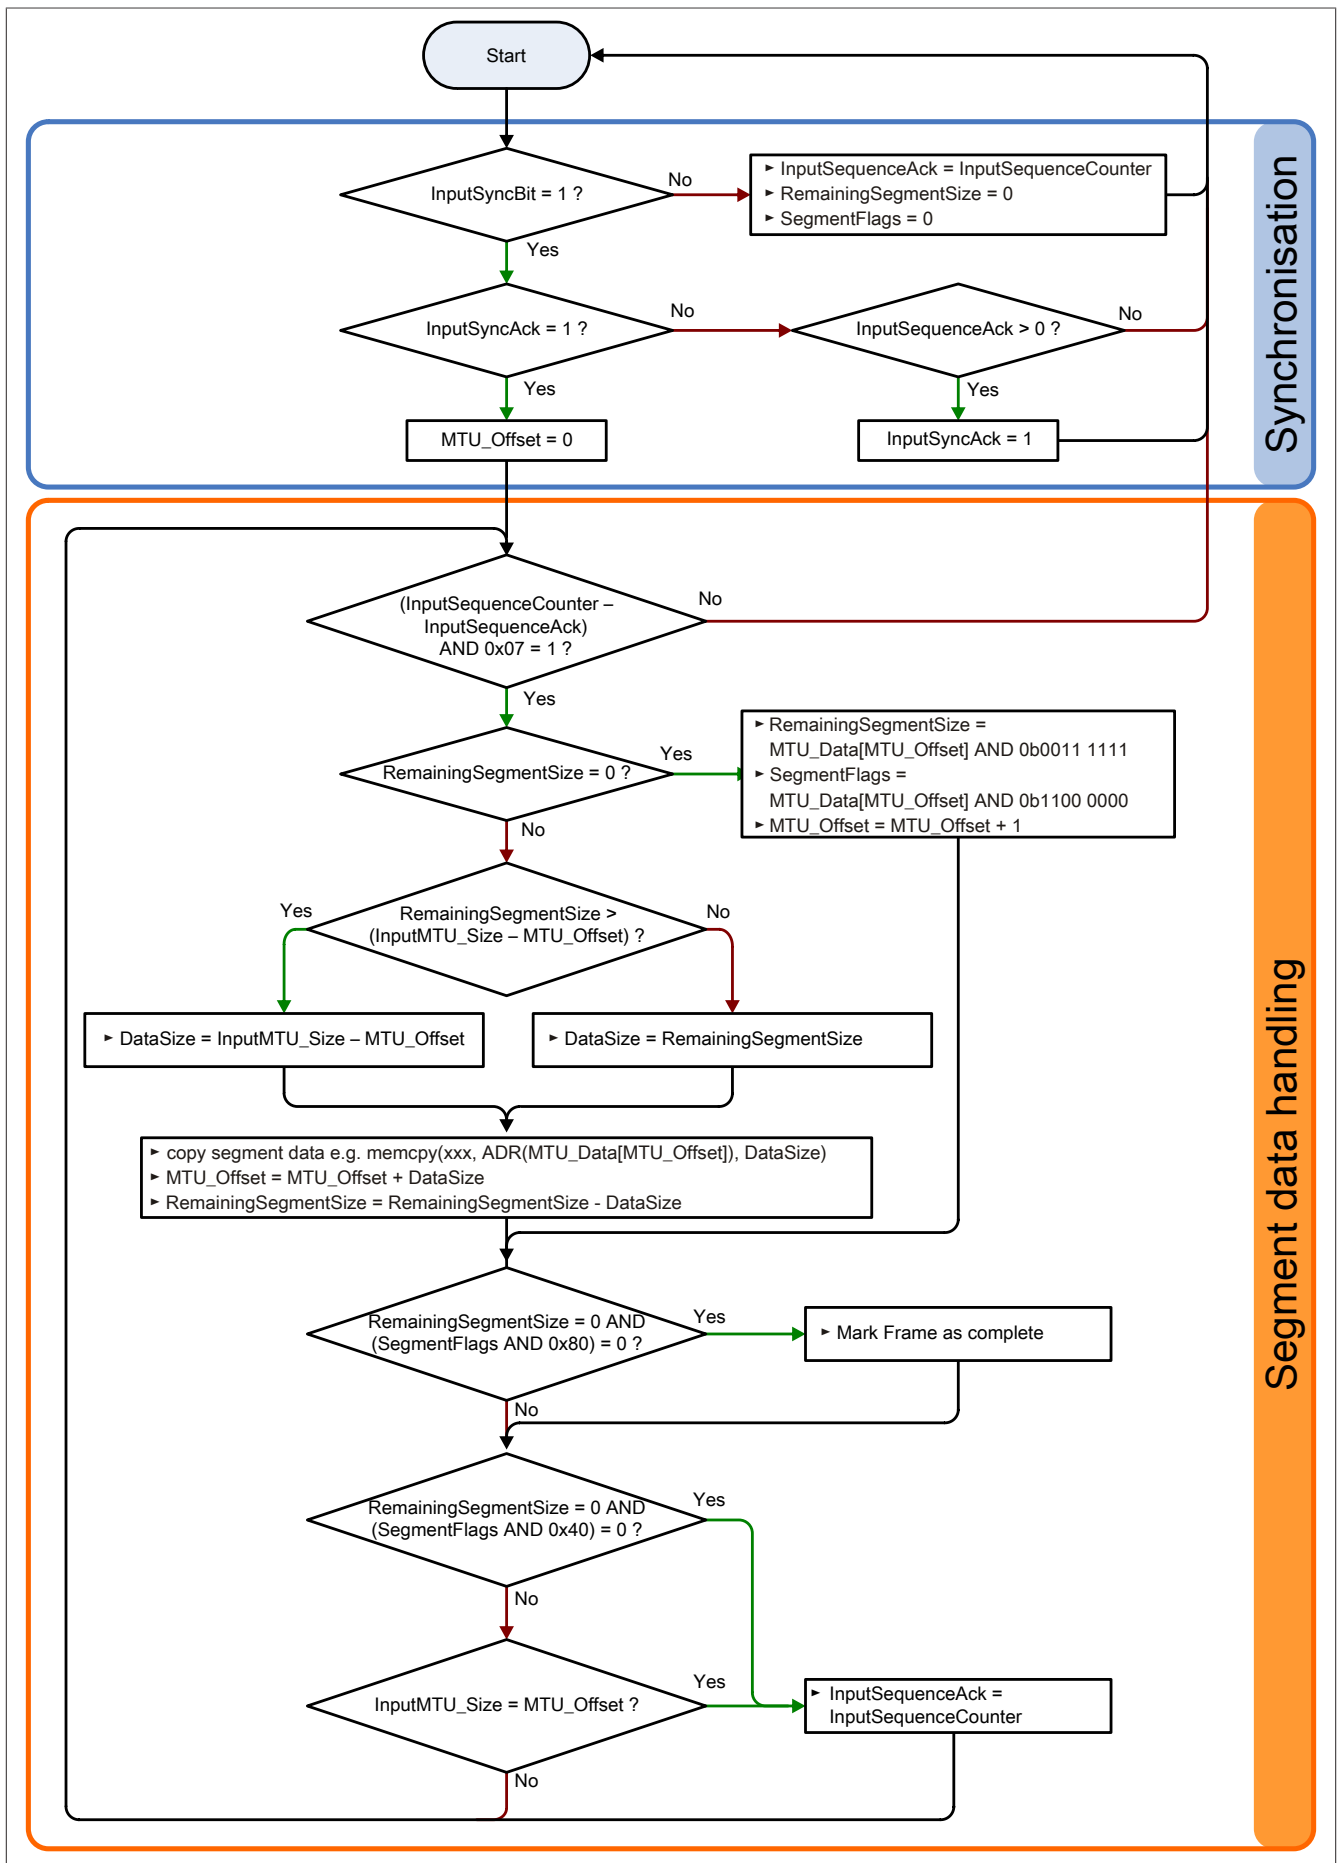 Start
InputSyncBit = 1 ?
No
► InputSequenceAck = InputSequenceCounter
► RemainingSegmentSize = 0
► SegmentFlags = 0
Yes
InputSyncAck = 1 ?
No
InputSequenceAck > 0 ?
No
Yes
Yes
MTU_Offset = 0
InputSyncAck = 1
Synchronisation
(InputSequenceCounter –
InputSequenceAck)
AND 0x07 = 1 ?
No
Yes
RemainingSegmentSize = 0 ?
Yes
► RemainingSegmentSize =
MTU_Data[MTU_Offset] AND 0b0011 1111
► SegmentFlags =
MTU_Data[MTU_Offset] AND 0b1100 0000
► MTU_Offset = MTU_Offset + 1
No
RemainingSegmentSize >
(InputMTU_Size – MTU_Offset) ?
Yes
No
► DataSize = InputMTU_Size – MTU_Offset
► DataSize = RemainingSegmentSize
► copy segment data e.g. memcpy(xxx, ADR(MTU_Data[MTU_Offset]), DataSize)
► MTU_Offset = MTU_Offset + DataSize
► RemainingSegmentSize = RemainingSegmentSize - DataSize
RemainingSegmentSize = 0 AND
(SegmentFlags AND 0x80) = 0 ?
Yes
► Mark Frame as complete
No
RemainingSegmentSize = 0 AND
(SegmentFlags AND 0x40) = 0 ?
Yes
No
InputMTU_Size = MTU_Offset ?
Yes
► InputSequenceAck =
InputSequenceCounter
No
Segment data handling